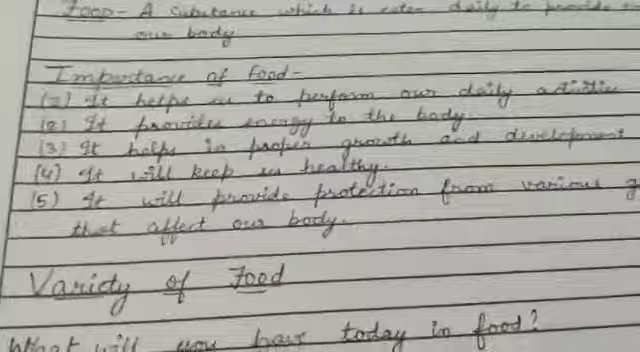 Food - A substance which is eaten daily to provide
our body
Importance of Food -
(1) It helps us to perform our daily
(2) It provides energy to the body.
(3) It helps in proper growth and development
(4) It will keep us healthy.
(5) It will provide protection from various g
that affect our body.
Variety of Food
What will you have today in food?